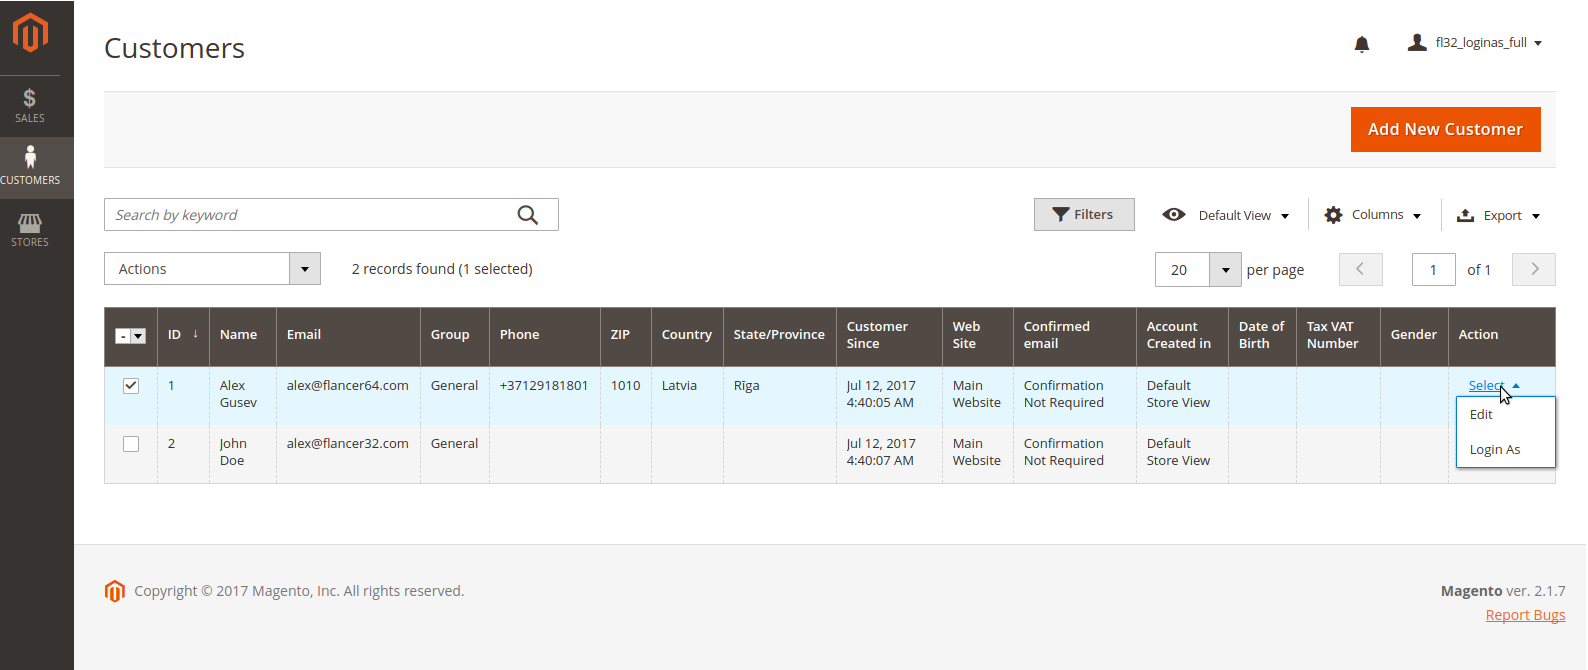 Customers
fl32_loginas_full
$
SALES
CUSTOMERS
STORES
Add New Customer
Search by keyword
Filters
Default View
Columns
Export
Actions
2 records found (1 selected)
20
per page
1
of 1
- ID ↓ Name Email Group Phone ZIP Country State/Province Customer Since Web Site Confirmed email Account Created in Date of Birth Tax VAT Number Gender Action
1 Alex Gusev alex@flancer64.com General +37129181801 1010 Latvia Rīga Jul 12, 2017 4:40:05 AM Main Website Confirmation Not Required Default Store View Select
Edit
Login As
2 John Doe alex@flancer32.com General Jul 12, 2017 4:40:07 AM Main Website Confirmation Not Required Default Store View
Copyright © 2017 Magento, Inc. All rights reserved.
Magento ver. 2.1.7
Report Bugs